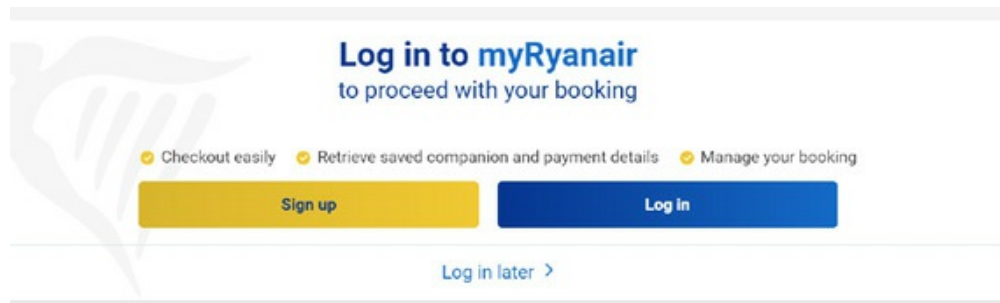 Log in to myRyanair
to proceed with your booking
Checkout easily Retrieve saved companion and payment details Manage your booking
Sign up Log in
Log in later